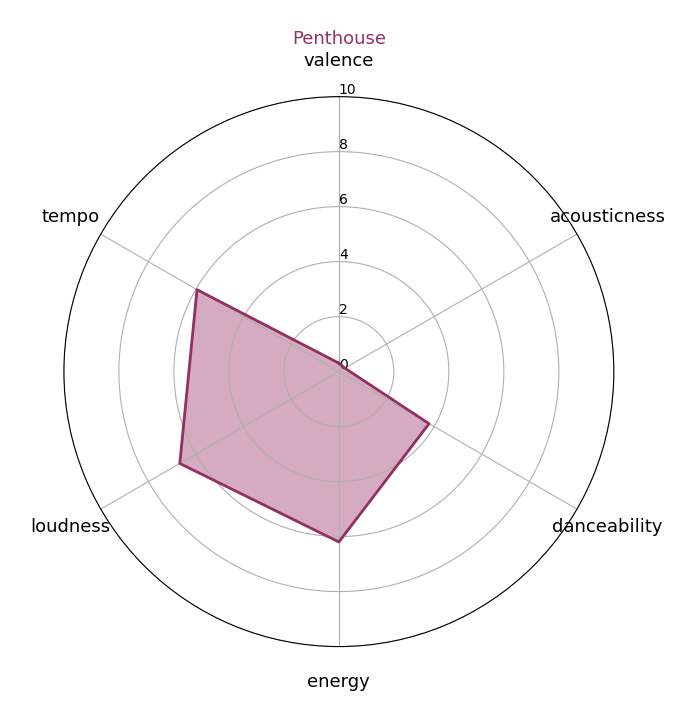 Penthouse
valence
10
8
tempo
6
acousticness
4
2
0
loudness
danceability
energy